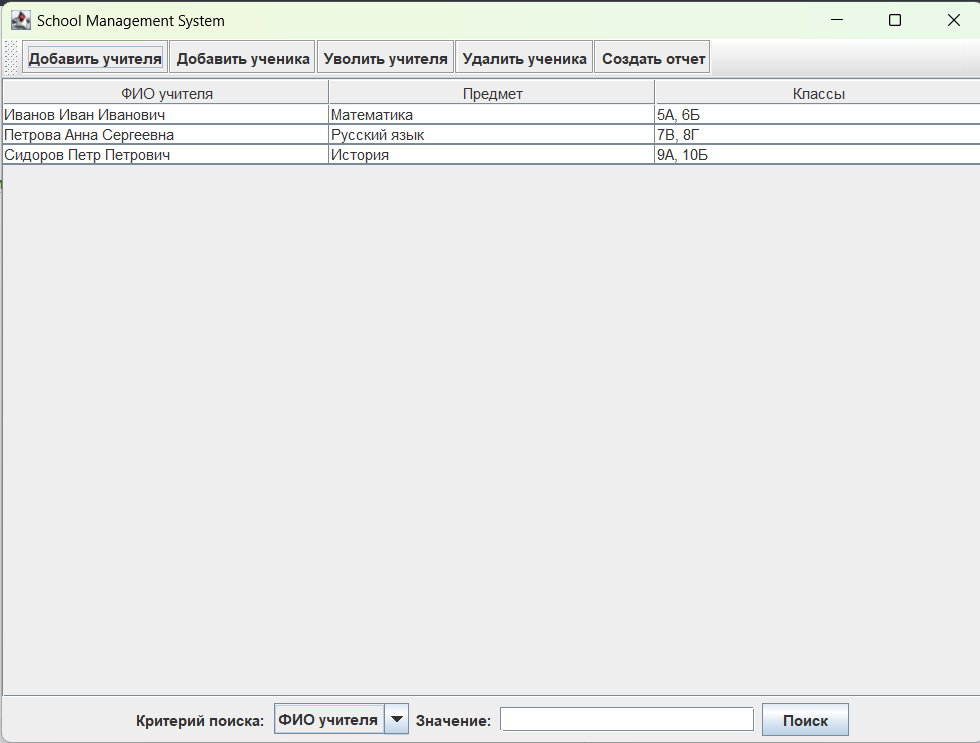 School Management System
Добавить учителя Добавить ученика Уволить учителя Удалить ученика Создать отчет
ФИО учителя Предмет Классы
Иванов Иван Иванович Математика 5А, 6Б
Петрова Анна Сергеевна Русский язык 7В, 8Г
Сидоров Петр Петрович История 9А, 10Б
Критерий поиска: ФИО учителя Значение: Поиск